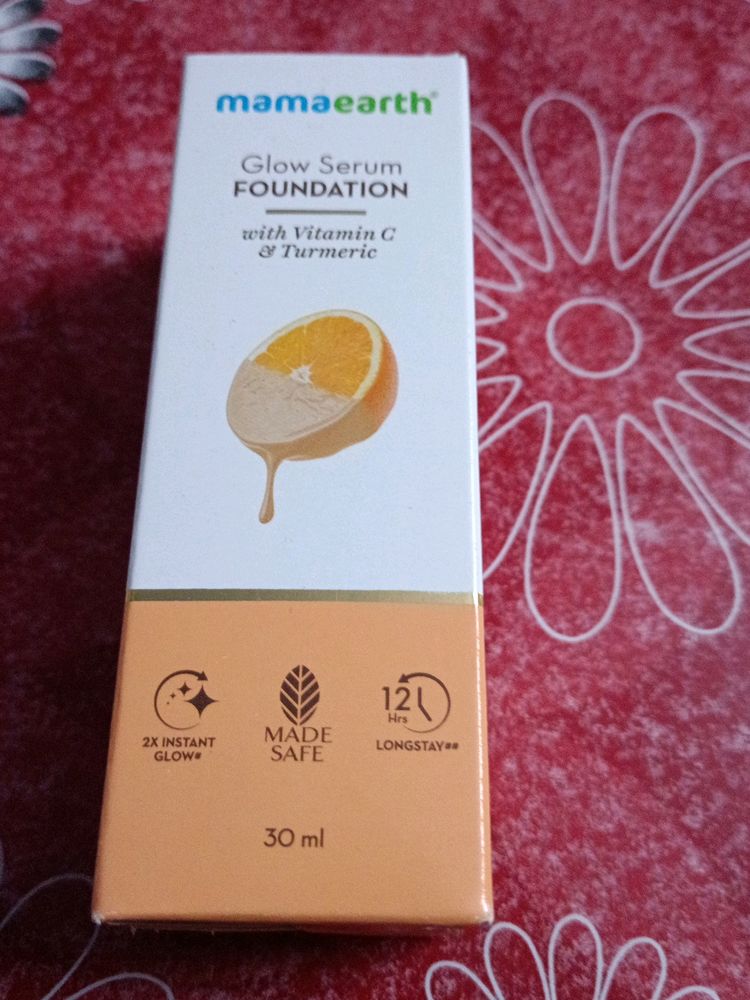 mamaearth®
Glow Serum
FOUNDATION
with Vitamin C
& Turmeric
2X INSTANT
GLOW#
MADE
SAFE
12
Hrs
LONGSTAY##
30 ml